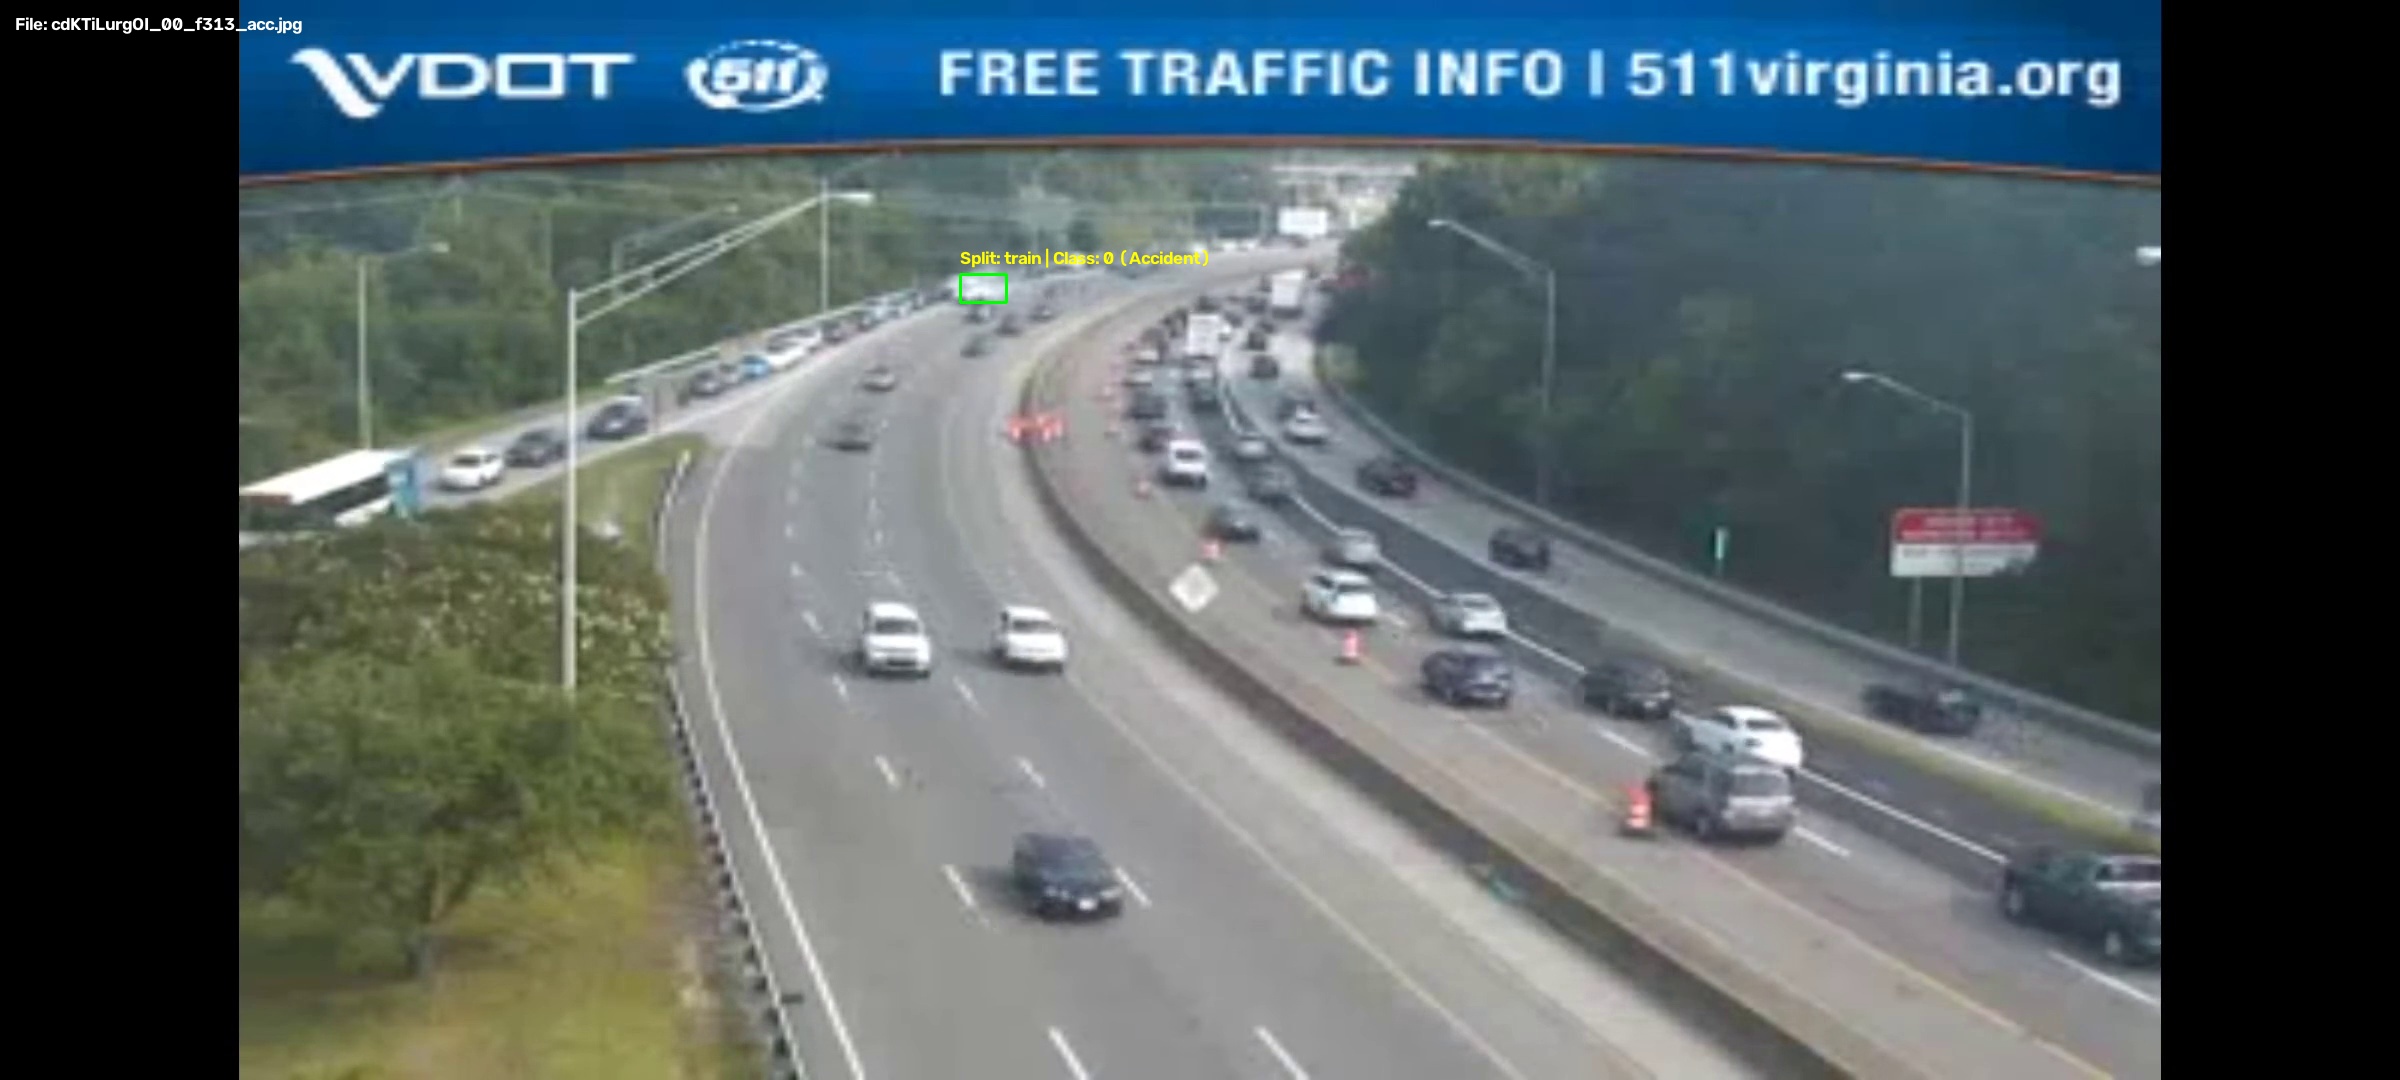 File: cdKTiLurgOI_00_f313_acc.jpg
VDOT 511 FREE TRAFFIC INFO | 511virginia.org
Split: train | Class: 0 (Accident)